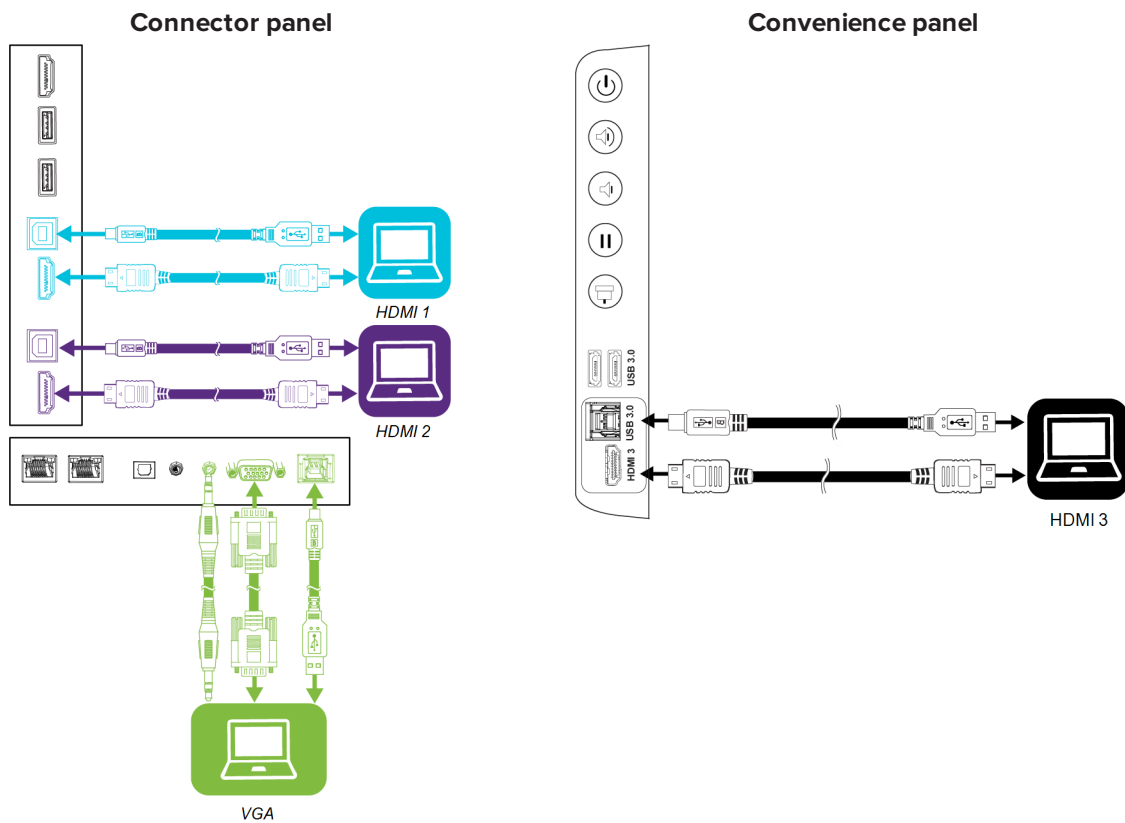 Connector panel
Convenience panel
HDMI 1
HDMI 2
VGA
USB 3.0
USB 3.0
HDMI 3
B
HDMI 3